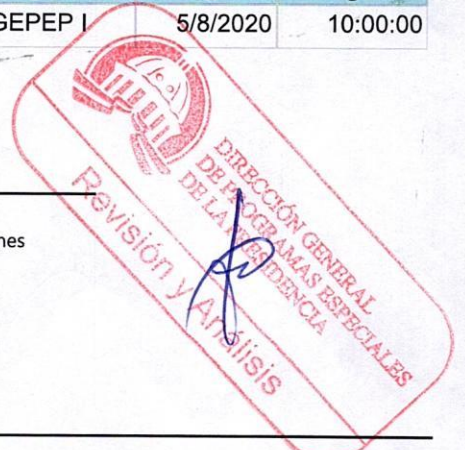 GEPEP I 5/8/2020 10:00:00
DIRECCIÓN GENERAL
DE PROGRAMAS ESPECIALES
DE LA PRESIDENCIA
nes
Revisión y Análisis